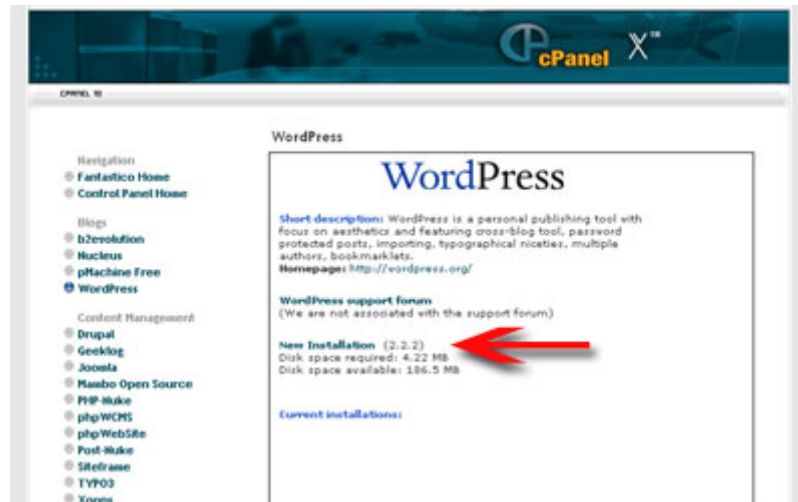 cPanel X™
CPANEL 10
WordPress
Navigation
Fantastico Home
Control Panel Home
Blogs
b2evolution
Nucleus
pMachine Free
WordPress
Content Management
Drupal
Geeklog
Joomla
Mambo Open Source
PHP-Nuke
phpWCMS
phpWebSite
Post-Nuke
Siteframe
TYPO3
Xoops
WordPress
Short description: WordPress is a personal publishing tool with
focus on aesthetics and featuring cross-blog tool, password
protected posts, importing, typographical niceties, multiple
authors, bookmarklets.
Homepage: http://wordpress.org/
WordPress support forum
(We are not associated with the support forum)
New Installation (2.2.2)
Disk space required: 4.22 MB
Disk space available: 186.5 MB
Current installations: